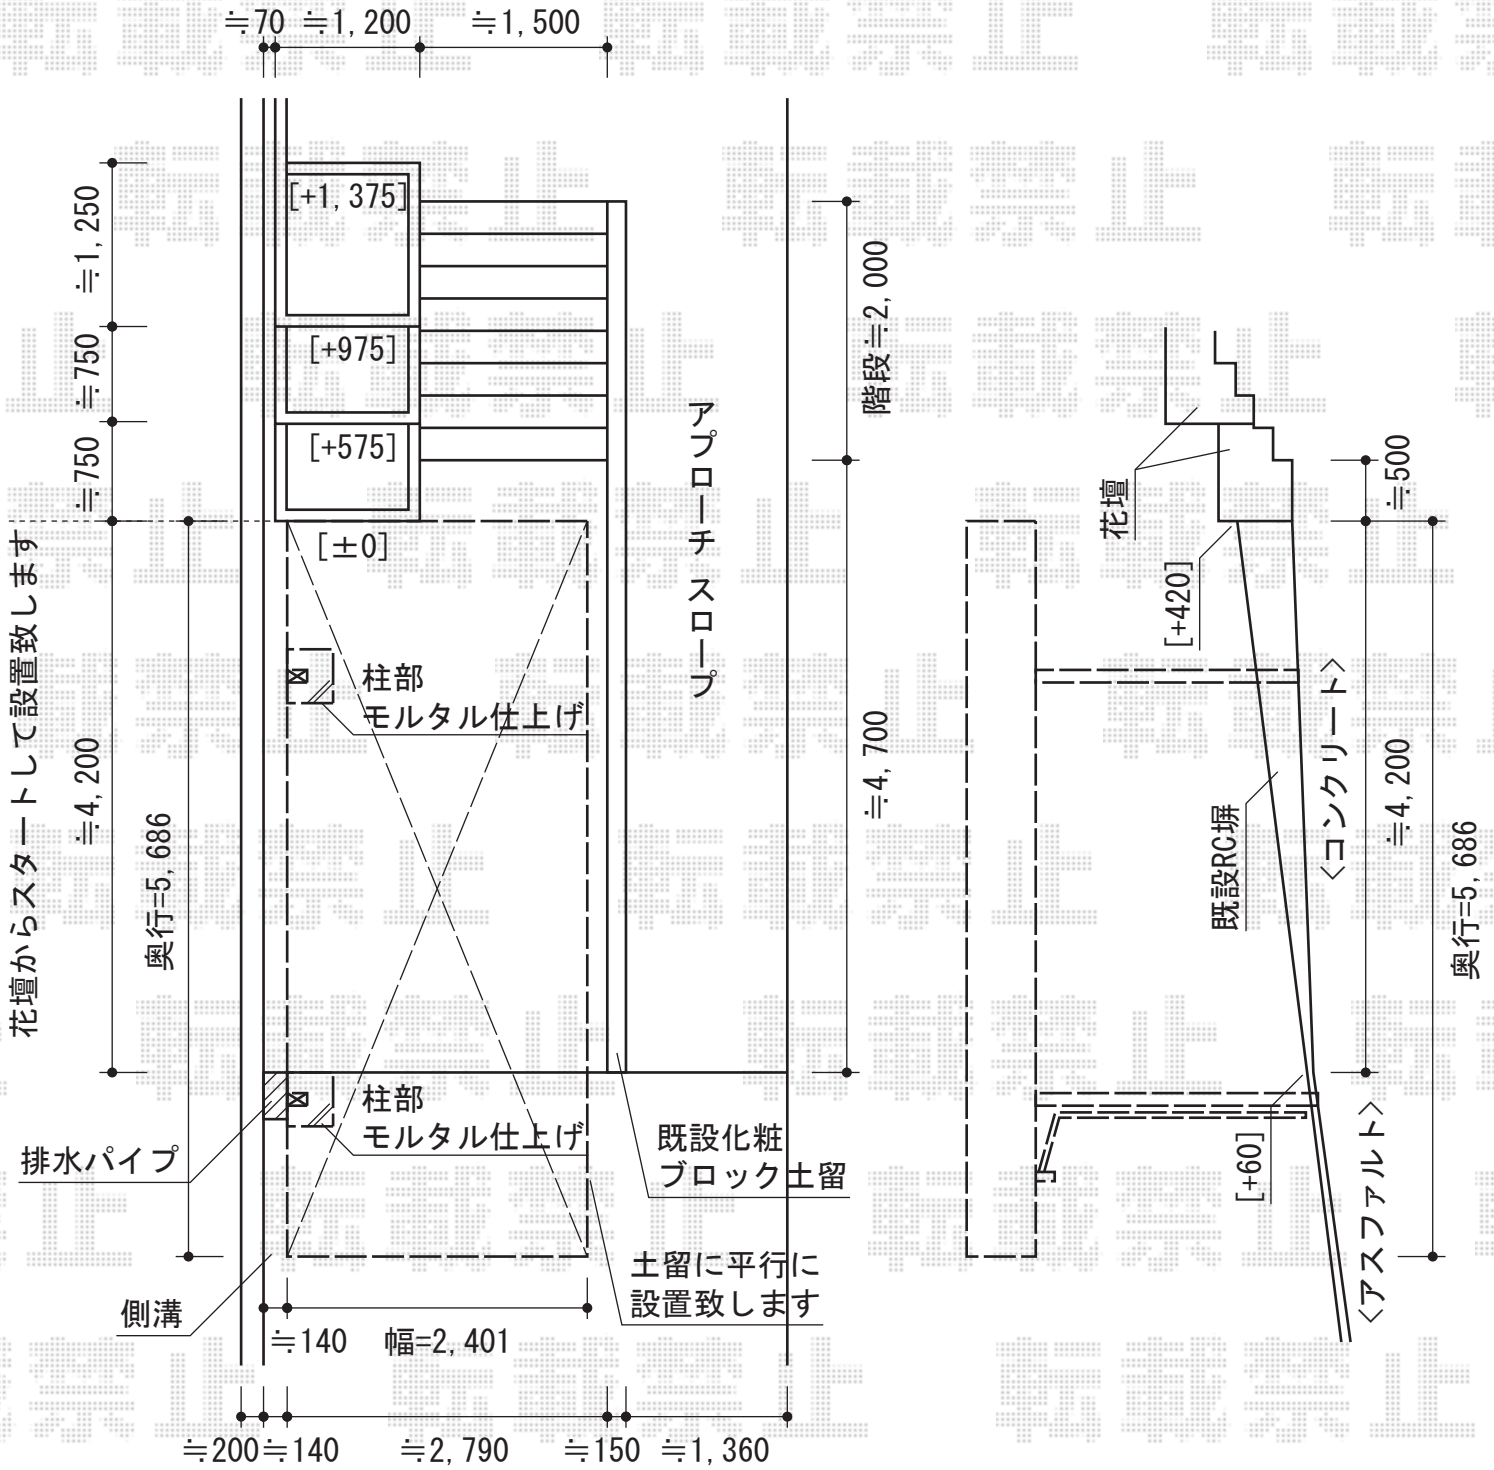 ≒70 ≒1,200 ≒1,500
≒1,250
≒750
≒750
≒4,200
花壇からスタートして設置致します
奥行=5,686
[+1,375]
[+975]
[+575]
[±0]
柱部
モルタル仕上げ
柱部
モルタル仕上げ
アプローチ スロープ
階段≒2,000
≒4,700
排水パイプ
側溝
既設化粧
ブロック土留
土留に平行に
設置致します
≒140 幅=2,401
≒200 ≒140 ≒2,790 ≒150 ≒1,360
花壇
[+420]
既設RC塀
[+60]
〈コンクリート〉
〈アスファルト〉
≒500
≒4,200
奥行=5,686
転載禁止